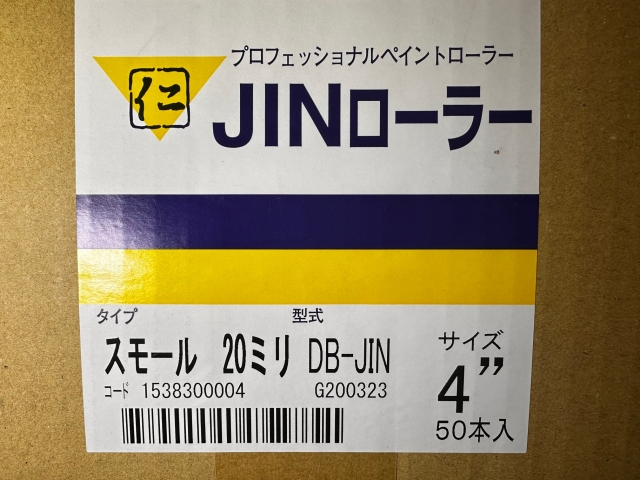 プロフェッショナルペイントローラー
仁
JINローラー
タイプ 型式
スモール 20ミリ DB-JIN
サイズ
4”
コード 1538300004 G200323
50本入